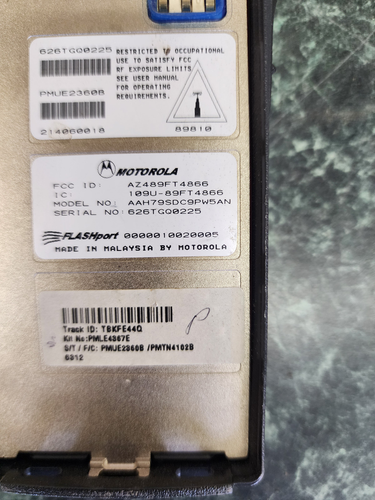 626TGQ0225
RESTRICTED TO OCCUPATIONAL
USE TO SATISFY FCC
RF EXPOSURE LIMITS
SEE USER MANUAL
FOR OPERATING
REQUIREMENTS.
PMUE2360B
214060018
89810
MOTOROLA
FCC ID: AZ489FT4866
IC: 109U-89FT4866
MODEL NO: AAH79SDC9PW5AN
SERIAL NO: 626TGQ0225
FLASHport 0000010020005
MADE IN MALAYSIA BY MOTOROLA
Track ID: TBKFE44Q
Kit No:PMLE4367E
S/T / F/C: PMUE2360B /PMTN4102B
6312